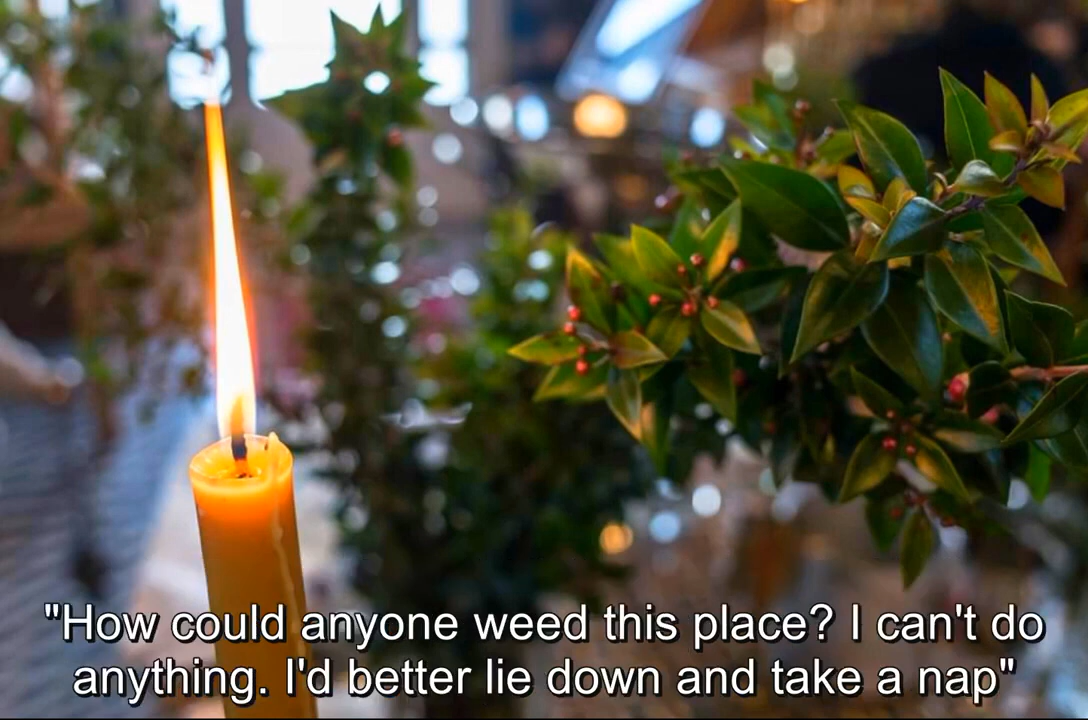 "How could anyone weed this place? I can't do
anything. I'd better lie down and take a nap"